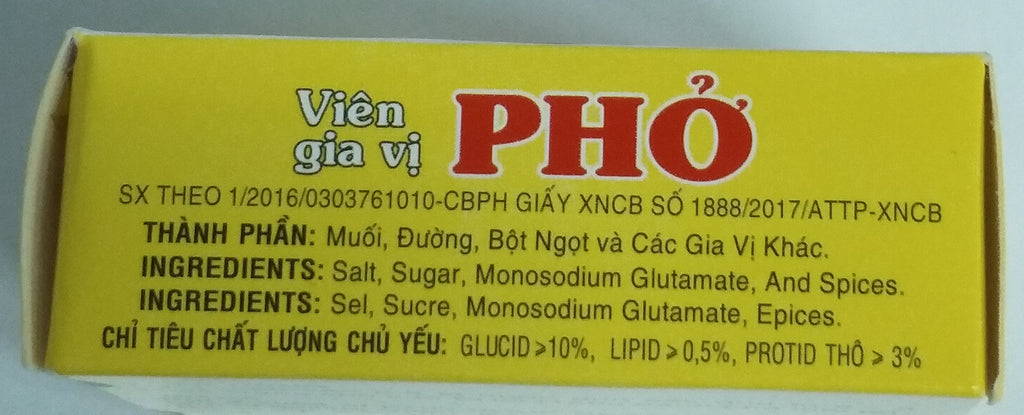 Viên
gia vị
PHỞ
SX THEO 1/2016/0303761010-CBPH GIẤY XNCB SỐ 1888/2017/ATTP-XNCB
THÀNH PHẦN: Muối, Đường, Bột Ngọt và Các Gia Vị Khác.
INGREDIENTS: Salt, Sugar, Monosodium Glutamate, And Spices.
INGREDIENTS: Sel, Sucre, Monosodium Glutamate, Epices.
CHỈ TIÊU CHẤT LƯỢNG CHỦ YẾU: GLUCID ⩾10%, LIPID ⩾ 0,5%, PROTID THÔ ⩾ 3%